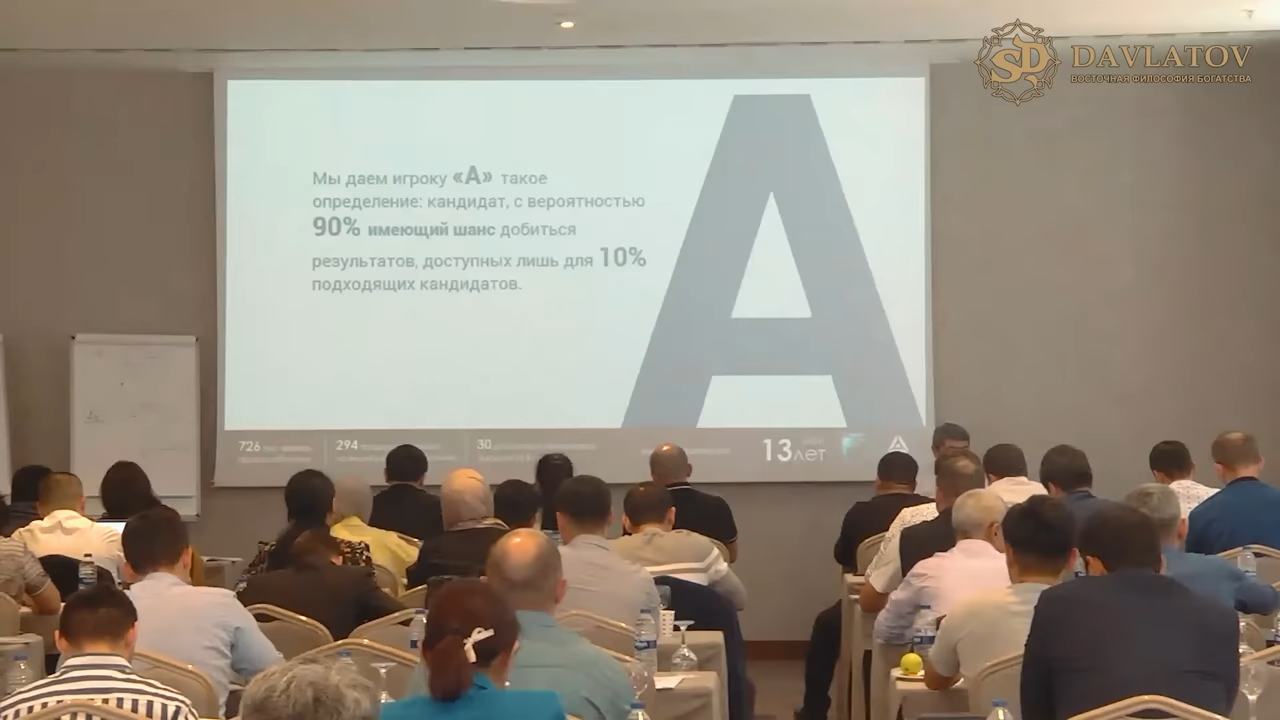 SD DAVLATOV
ВОСТОЧНАЯ ФИЛОСОФИЯ БОГАТСТВА
Мы даем игроку «А» такое
определение: кандидат, с вероятностью
90% имеющий шанс добиться
результатов, доступных лишь для 10%
подходящих кандидатов.
А
726
294
30
13 лет